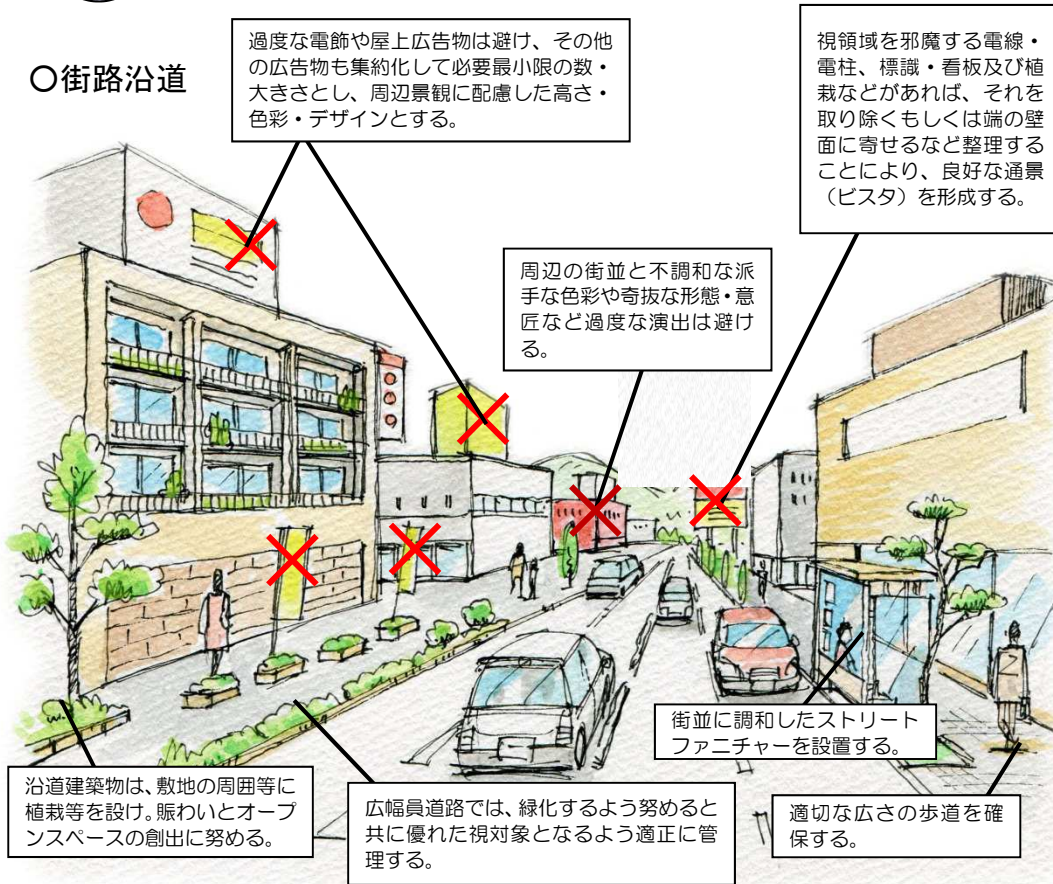 〇街路沿道
過度な電飾や屋上広告物は避け、その他
の広告物も集約化して必要最小限の数・
大きさとし、周辺景観に配慮した高さ・
色彩・デザインとする。
視領域を邪魔する電線・
電柱、標識・看板及び植
栽などがあれば、それを
取り除くもしくは端の壁
面に寄せるなど整理する
ことにより、良好な通景
（ビスタ）を形成する。
周辺の街並と不調和な派
手な色彩や奇抜な形態・意
匠など過度な演出は避け
る。
街並に調和したストリート
ファニチャーを設置する。
沿道建築物は、敷地の周囲等に
植栽等を設け。賑わいとオープ
ンスペースの創出に努める。
広幅員道路では、緑化するよう努めると
共に優れた視対象となるよう適正に管
理する。
適切な広さの歩道を確
保する。